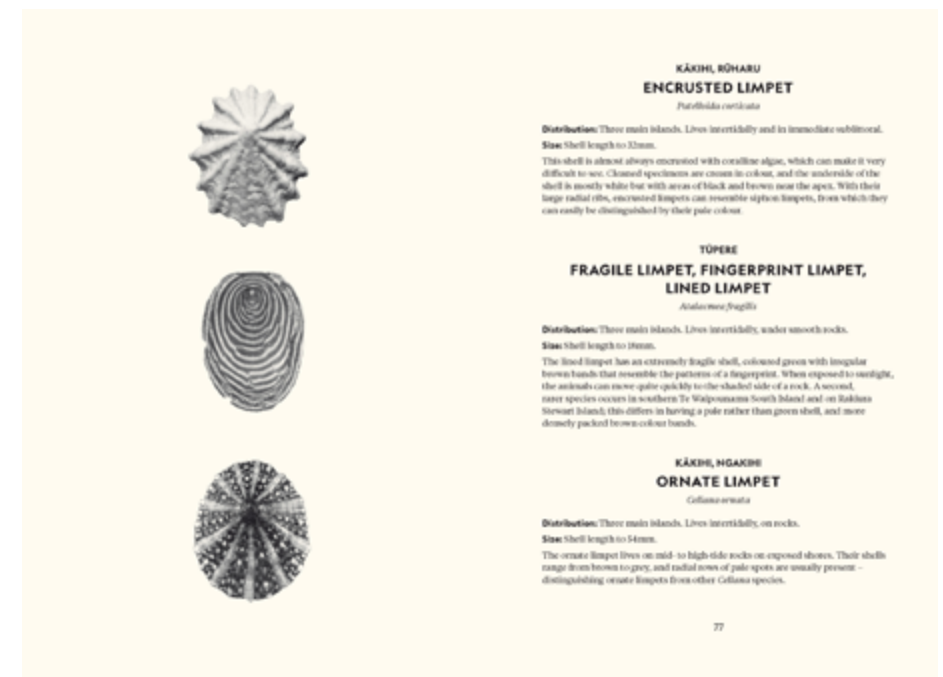 KĀKIHI, RŪHARU
ENCRUSTED LIMPET
Patelloida corticata
Distribution: Three main islands. Lives intertidally and in immediate sublittoral.
Size: Shell length to 32mm.
This shell is almost always encrusted with coralline algae, which can make it very
difficult to see. Cleaned specimens are cream in colour, and the underside of the
shell is mostly white but with areas of black and brown near the apex. With their
large radial ribs, encrusted limpets can resemble siphon limpets, from which they
can easily be distinguished by their pale colour.
TŪPERE
FRAGILE LIMPET, FINGERPRINT LIMPET,
LINED LIMPET
Atalacmea fragilis
Distribution: Three main islands. Lives intertidally, under smooth rocks.
Size: Shell length to 18mm.
The lined limpet has an extremely fragile shell, coloured green with irregular
brown bands that resemble the patterns of a fingerprint. When exposed to sunlight,
the animals can move quite quickly to the shaded side of a rock. A second,
rarer species occurs in southern Te Waipounamu South Island and on Rakiura
Stewart Island; this differs in having a pale rather than green shell, and more
densely packed brown colour bands.
KĀKIHI, NGAKIHI
ORNATE LIMPET
Cellana ornata
Distribution: Three main islands. Lives intertidally, on rocks.
Size: Shell length to 54mm.
The ornate limpet lives on mid- to high-tide rocks on exposed shores. Their shells
range from brown to grey, and radial rows of pale spots are usually present –
distinguishing ornate limpets from other Cellana species.
77